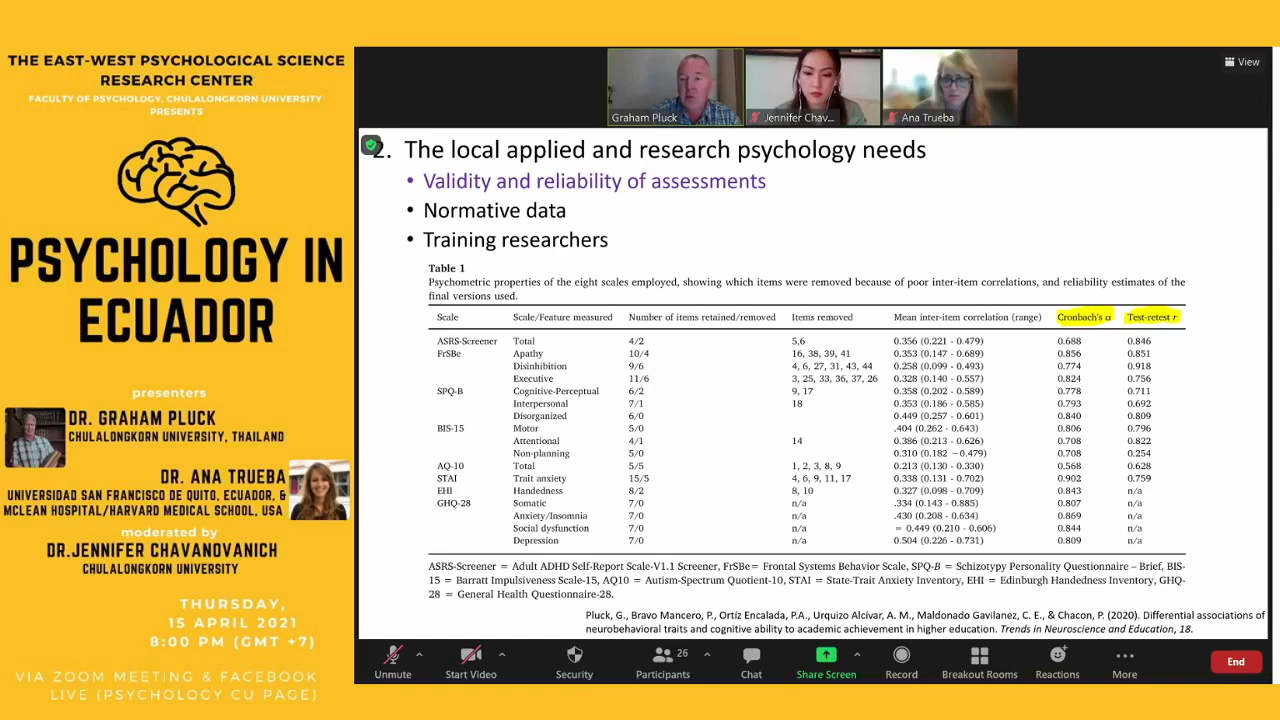 THE EAST-WEST PSYCHOLOGICAL SCIENCE
RESEARCH CENTER
FACULTY OF PSYCHOLOGY, CHULALONGKORN UNIVERSITY
PRESENTS
PSYCHOLOGY IN
ECUADOR
presenters
DR. GRAHAM PLUCK
CHULALONGKORN UNIVERSITY, THAILAND
DR. ANA TRUEBA
UNIVERSIDAD SAN FRANCISCO DE QUITO, ECUADOR, &
MCLEAN HOSPITAL/HARVARD MEDICAL SCHOOL, USA
moderated by
DR.JENNIFER CHAVANOVANICH
CHULALONGKORN UNIVERSITY
THURSDAY,
15 APRIL 2021
8:00 PM (GMT +7)
VIA ZOOM MEETING & FACEBOOK
LIVE (PSYCHOLOGY CU PAGE)
Graham Pluck
Jennifer Chav...
Ana Trueba
View
2. The local applied and research psychology needs
• Validity and reliability of assessments
• Normative data
• Training researchers
Table 1
Psychometric properties of the eight scales employed, showing which items were removed because of poor inter-item correlations, and reliability estimates of the
final versions used.
Scale Scale/Feature measured Number of items retained/removed Items removed Mean inter-item correlation (range) Cronbach's α Test-retest r
ASRS-Screener Total 4/2 5,6 0.356 (0.221 - 0.479) 0.688 0.846
FrSBe Apathy 10/4 16, 38, 39, 41 0.353 (0.147 - 0.689) 0.856 0.851
Disinhibition 9/6 4, 6, 27, 31, 43, 44 0.258 (0.099 - 0.493) 0.774 0.918
Executive 11/6 3, 25, 33, 36, 37, 26 0.328 (0.140 - 0.557) 0.824 0.756
SPQ-B Cognitive-Perceptual 6/2 9, 17 0.358 (0.202 - 0.589) 0.778 0.711
Interpersonal 7/1 18 0.353 (0.186 - 0.585) 0.793 0.692
Disorganized 6/0 0.449 (0.257 - 0.601) 0.840 0.809
BIS-15 Motor 5/0 .404 (0.262 - 0.643) 0.806 0.796
Attentional 4/1 14 0.386 (0.213 - 0.626) 0.708 0.822
Non-planning 5/0 0.310 (0.182 −0.479) 0.708 0.254
AQ-10 Total 5/5 1, 2, 3, 8, 9 0.213 (0.130 - 0.330) 0.568 0.628
STAI Trait anxiety 15/5 4, 6, 9, 11, 17 0.338 (0.131 - 0.702) 0.902 0.759
EHI Handedness 8/2 8, 10 0.327 (0.098 - 0.709) 0.843 n/a
GHQ-28 Somatic 7/0 n/a .334 (0.143 - 0.885) 0.807 n/a
Anxiety/Insomnia 7/0 n/a .430 (0.208 - 0.634) 0.869 n/a
Social dysfunction 7/0 n/a = 0.449 (0.210 - 0.606) 0.844 n/a
Depression 7/0 n/a 0.504 (0.226 - 0.731) 0.809 n/a
ASRS-Screener = Adult ADHD Self-Report Scale-V1.1 Screener, FrSBe= Frontal Systems Behavior Scale, SPQ-B = Schizotypy Personality Questionnaire – Brief, BIS-
15 = Barratt Impulsiveness Scale-15, AQ10 = Autism-Spectrum Quotient-10, STAI = State-Trait Anxiety Inventory, EHI = Edinburgh Handedness Inventory, GHQ-
28 = General Health Questionnaire-28.
Pluck, G., Bravo Mancero, P., Ortíz Encalada, P.A., Urquizo Alcívar, A. M., Maldonado Gavilanez, C. E., & Chacon, P. (2020). Differential associations of
neurobehavioral traits and cognitive ability to academic achievement in higher education. Trends in Neuroscience and Education, 18.
Unmute
Start Video
Security
Participants
26
Chat
Share Screen
Record
Breakout Rooms
Reactions
More
End